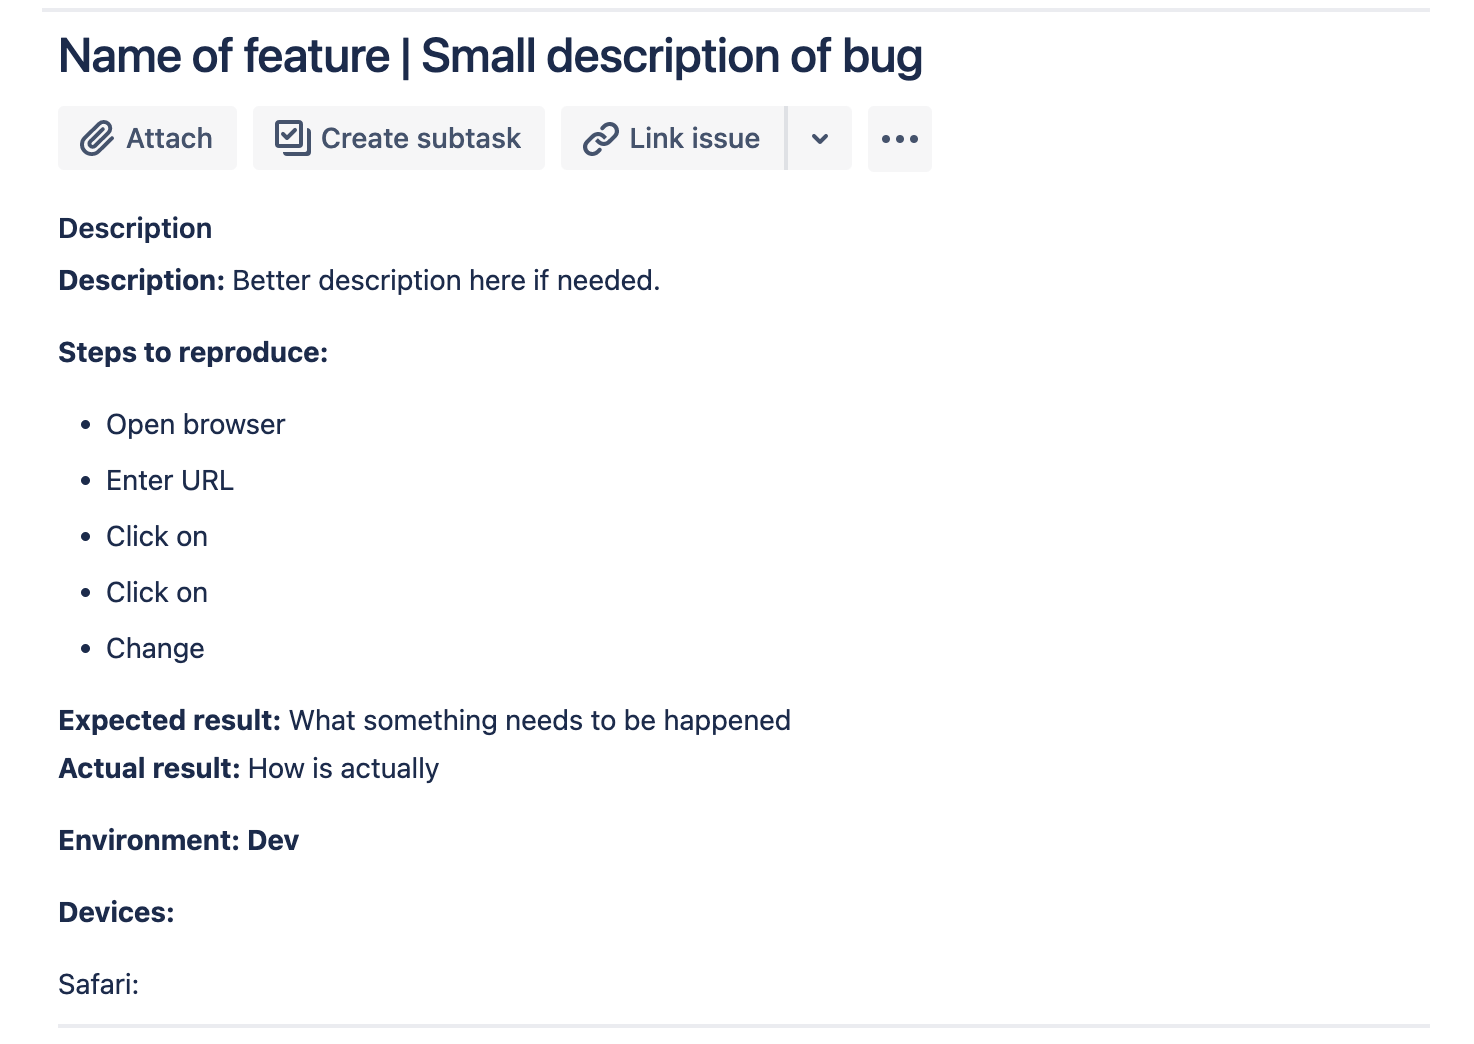 Name of feature | Small description of bug
Attach Create subtask Link issue
Description
Description: Better description here if needed.
Steps to reproduce:
• Open browser
• Enter URL
• Click on
• Click on
• Change
Expected result: What something needs to be happened
Actual result: How is actually
Environment: Dev
Devices:
Safari: